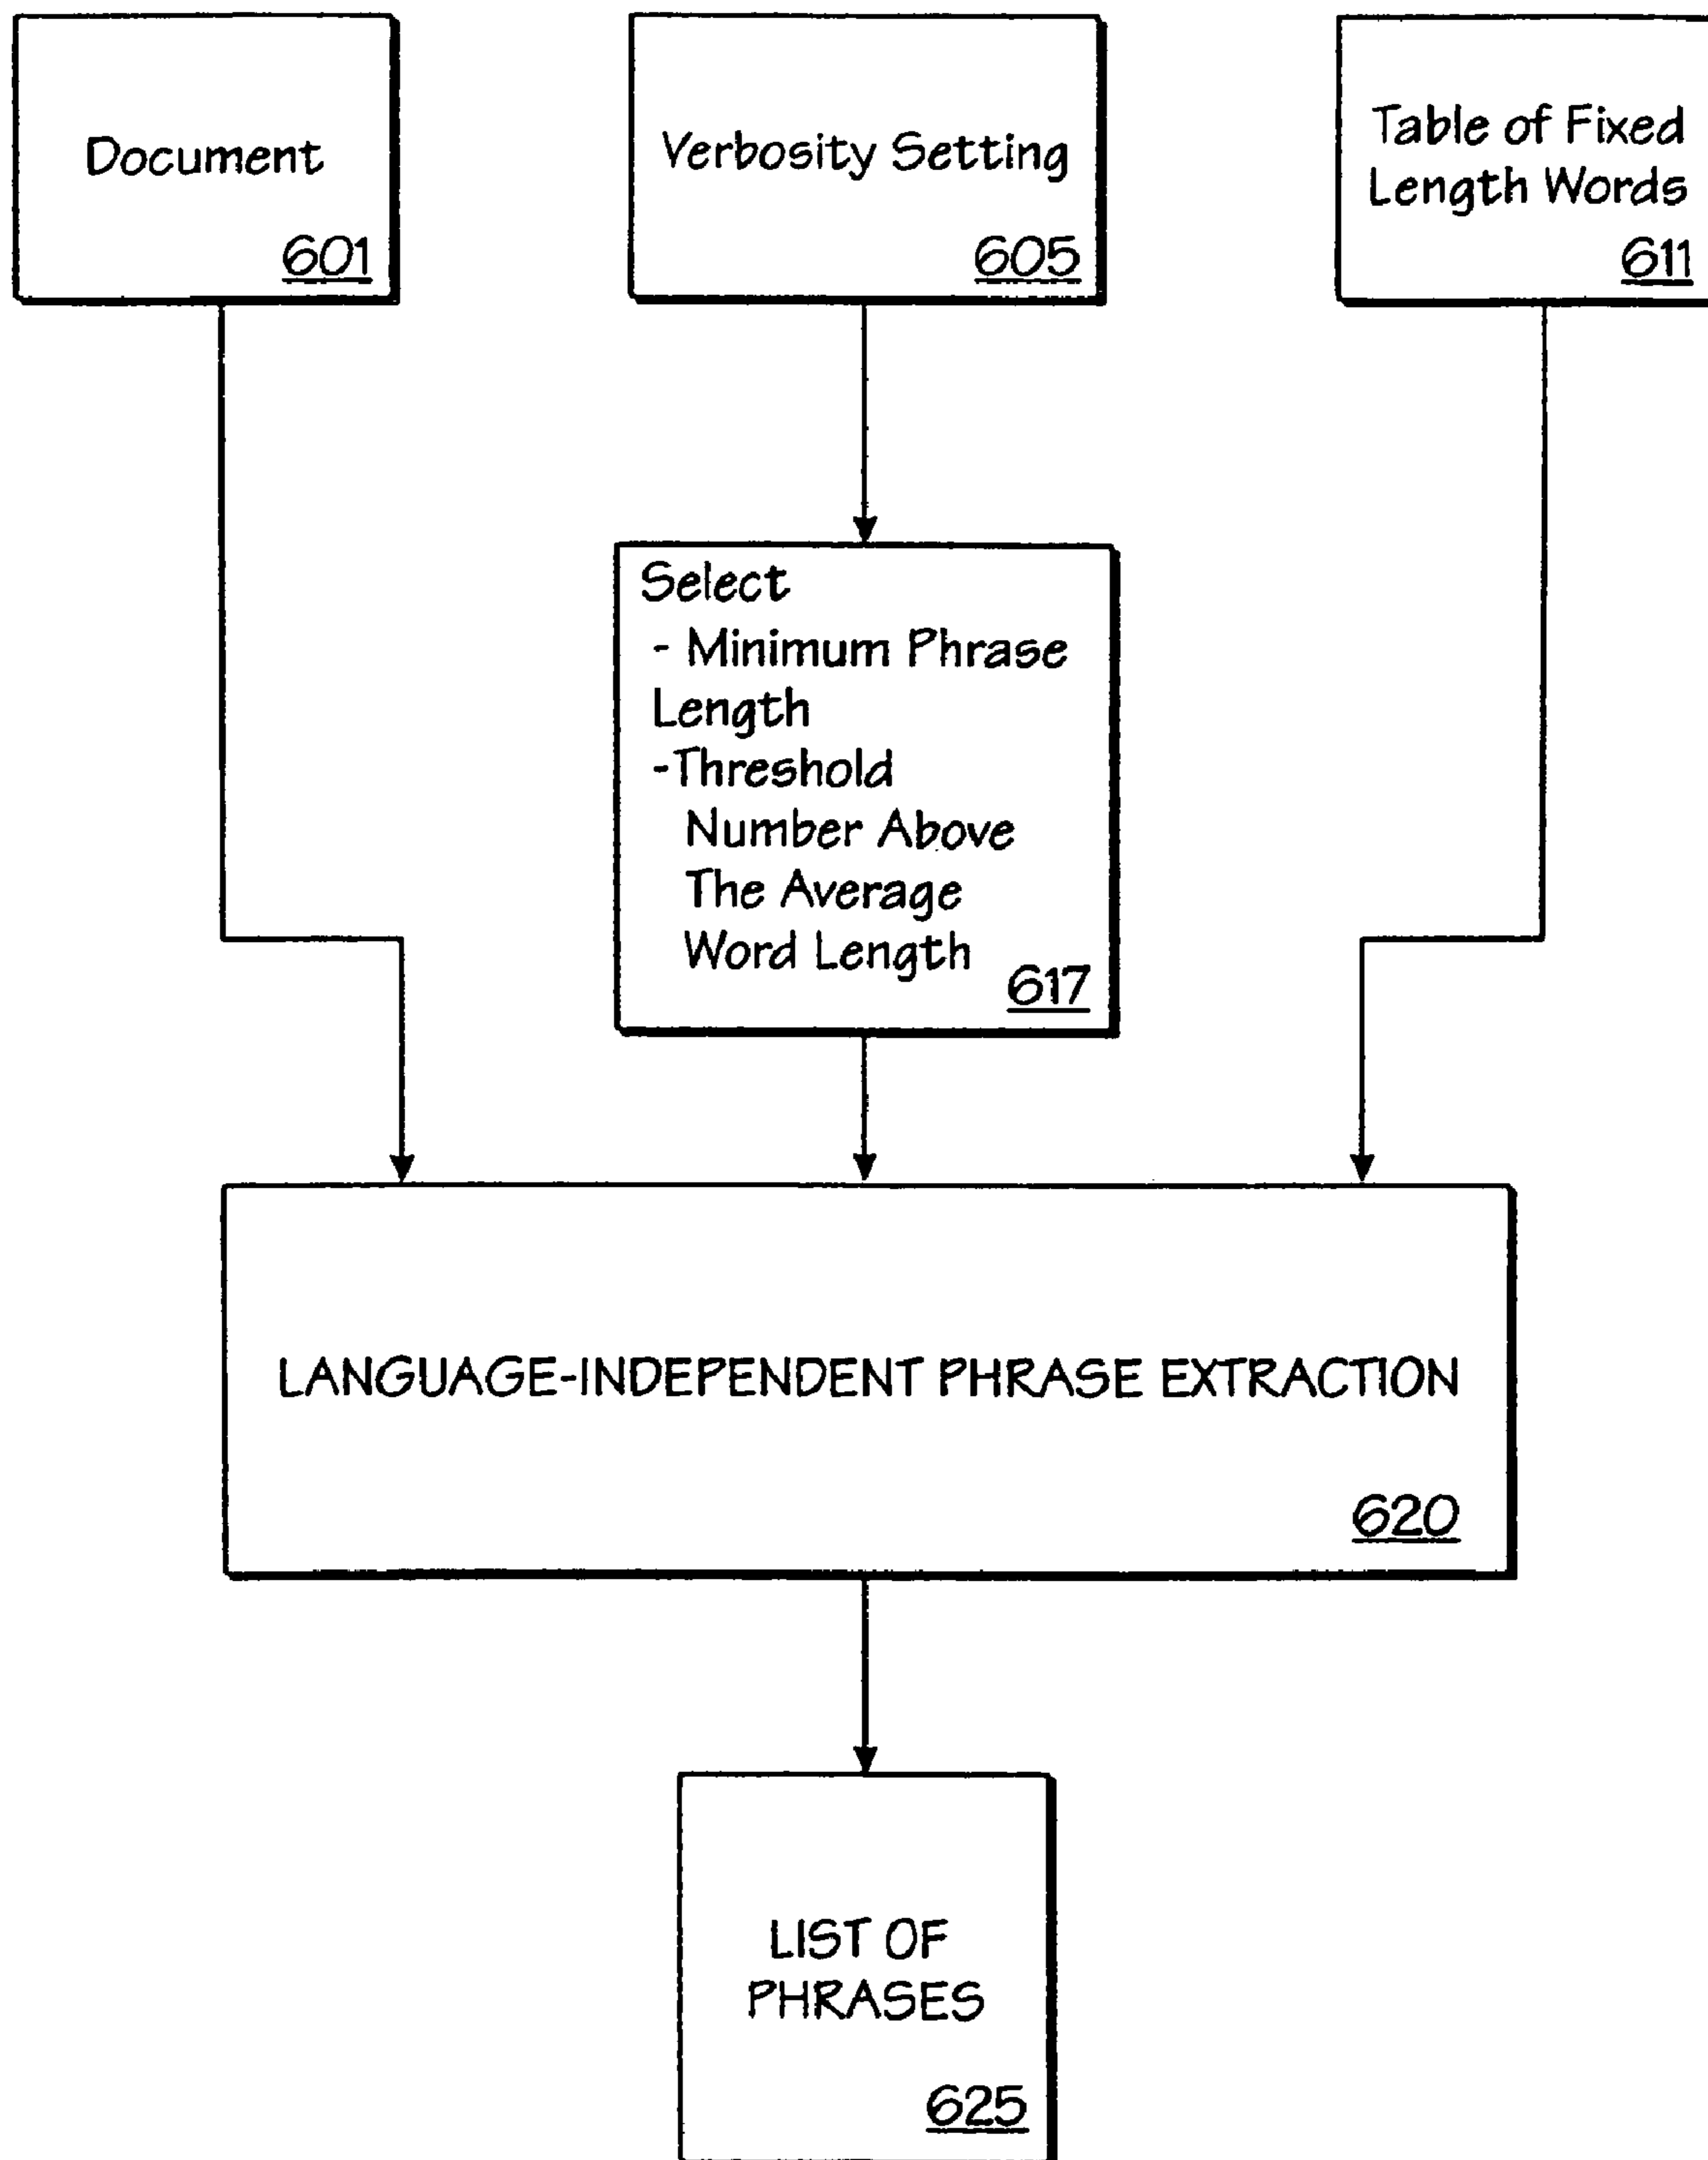 Document
601
Verbosity Setting
605
Table of Fixed
Length Words
611
Select
- Minimum Phrase
Length
-Threshold
Number Above
The Average
Word Length
617
LANGUAGE-INDEPENDENT PHRASE EXTRACTION
620
LIST OF
PHRASES
625